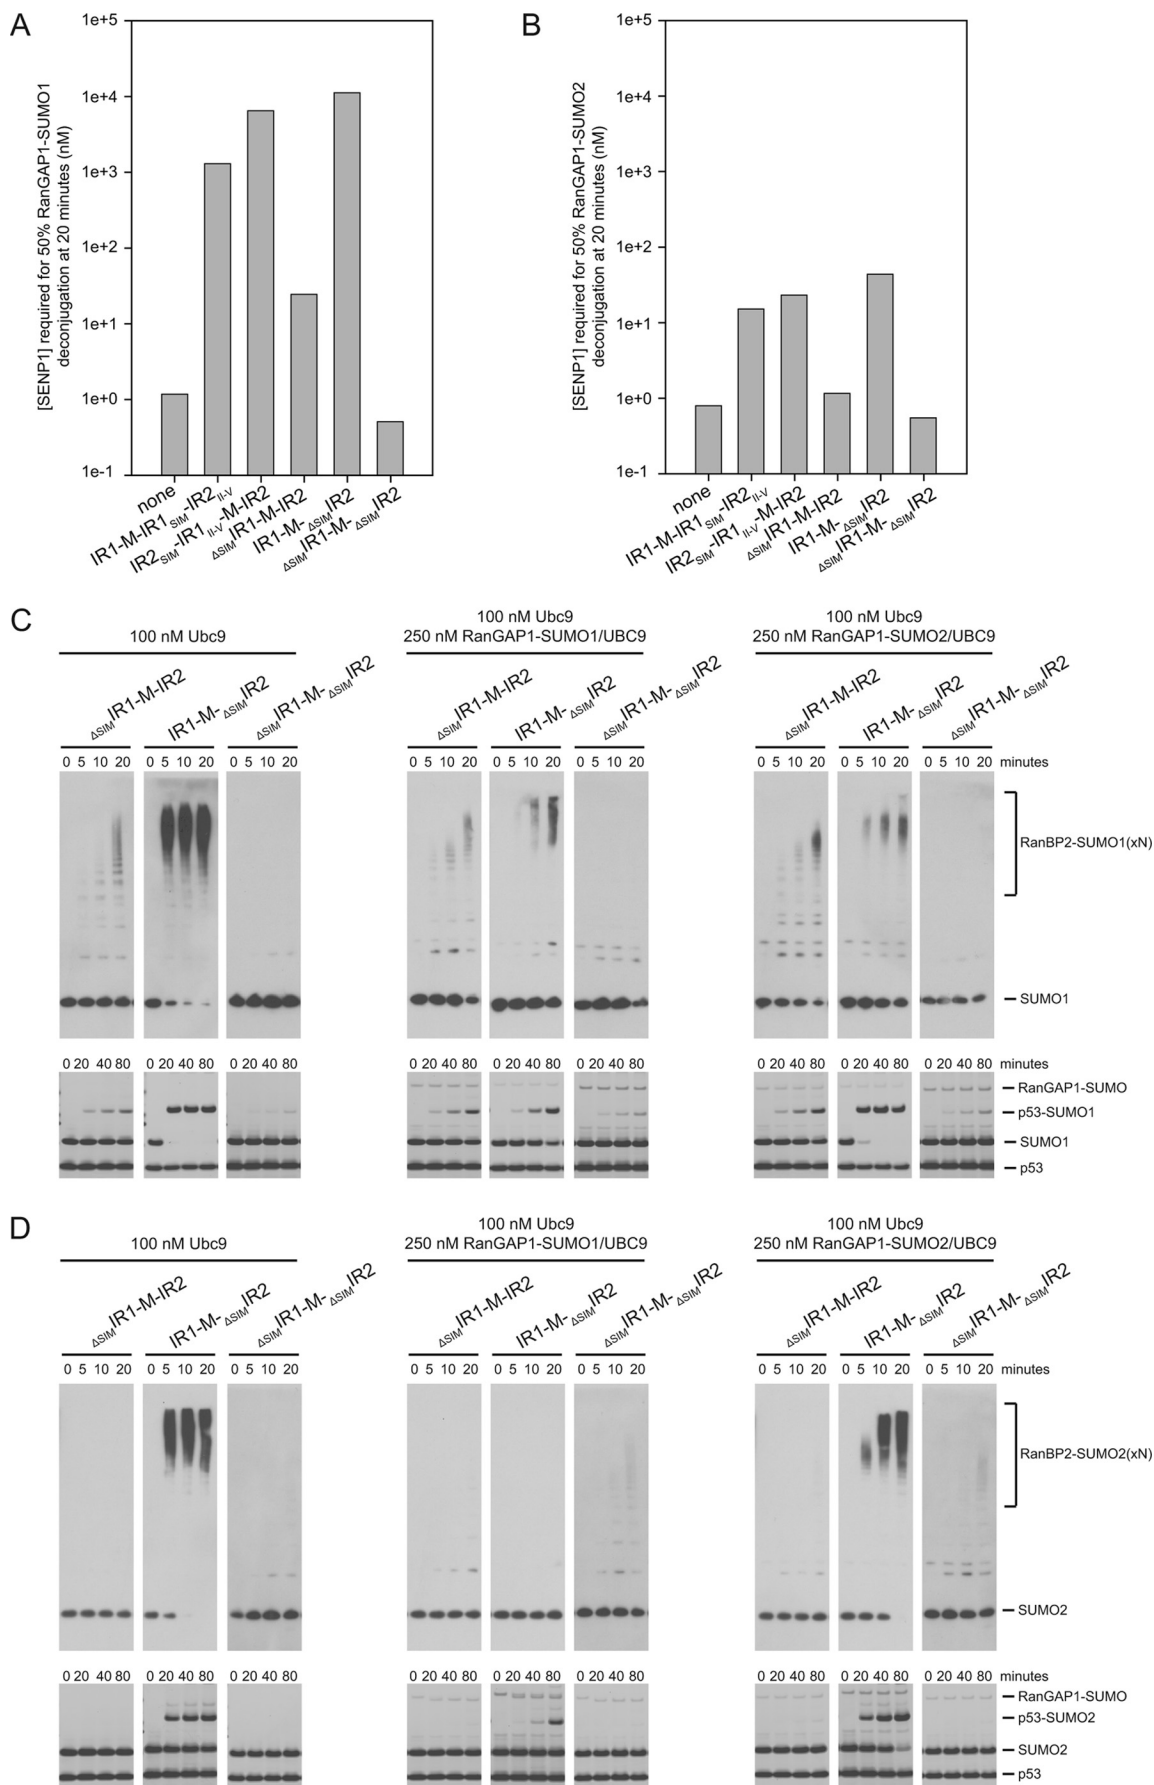 A
[SENP1] required for 50% RanGAP1-SUMO1
deconjugation at 20 minutes (nM)
1e+5
1e+4
1e+3
1e+2
1e+1
1e+0
1e-1
none
IR1-M-IR1SIM-IR2II-V
IR2SIM-IR1II-V-M-IR2
ΔSIMIR1-M-IR2
IR1-M-ΔSIMIR2
ΔSIMIR1-M-ΔSIMIR2
B
[SENP1] required for 50% RanGAP1-SUMO2
deconjugation at 20 minutes (nM)
1e+5
1e+4
1e+3
1e+2
1e+1
1e+0
1e-1
none
IR1-M-IR1SIM-IR2II-V
IR2SIM-IR1II-V-M-IR2
ΔSIMIR1-M-IR2
IR1-M-ΔSIMIR2
ΔSIMIR1-M-ΔSIMIR2
C
100 nM Ubc9
100 nM Ubc9
250 nM RanGAP1-SUMO1/UBC9
100 nM Ubc9
250 nM RanGAP1-SUMO2/UBC9
ΔSIMIR1-M-IR2 IR1-M-ΔSIMIR2 ΔSIMIR1-M-ΔSIMIR2
ΔSIMIR1-M-IR2 IR1-M-ΔSIMIR2 ΔSIMIR1-M-ΔSIMIR2
ΔSIMIR1-M-IR2 IR1-M-ΔSIMIR2 ΔSIMIR1-M-ΔSIMIR2
0 5 10 20 0 5 10 20 0 5 10 20 0 5 10 20 0 5 10 20 0 5 10 20 0 5 10 20 0 5 10 20 0 5 10 20 minutes
RanBP2-SUMO1(xN)
SUMO1
0 20 40 80 0 20 40 80 0 20 40 80 0 20 40 80 0 20 40 80 0 20 40 80 0 20 40 80 0 20 40 80 0 20 40 80 minutes
RanGAP1-SUMO
p53-SUMO1
SUMO1
p53
D
100 nM Ubc9
100 nM Ubc9
250 nM RanGAP1-SUMO1/UBC9
100 nM Ubc9
250 nM RanGAP1-SUMO2/UBC9
ΔSIMIR1-M-IR2 IR1-M-ΔSIMIR2 ΔSIMIR1-M-ΔSIMIR2
ΔSIMIR1-M-IR2 IR1-M-ΔSIMIR2 ΔSIMIR1-M-ΔSIMIR2
ΔSIMIR1-M-IR2 IR1-M-ΔSIMIR2 ΔSIMIR1-M-ΔSIMIR2
0 5 10 20 0 5 10 20 0 5 10 20 0 5 10 20 0 5 10 20 0 5 10 20 0 5 10 20 0 5 10 20 0 5 10 20 minutes
RanBP2-SUMO2(xN)
SUMO2
0 20 40 80 0 20 40 80 0 20 40 80 0 20 40 80 0 20 40 80 0 20 40 80 0 20 40 80 0 20 40 80 0 20 40 80 minutes
RanGAP1-SUMO
p53-SUMO2
SUMO2
p53